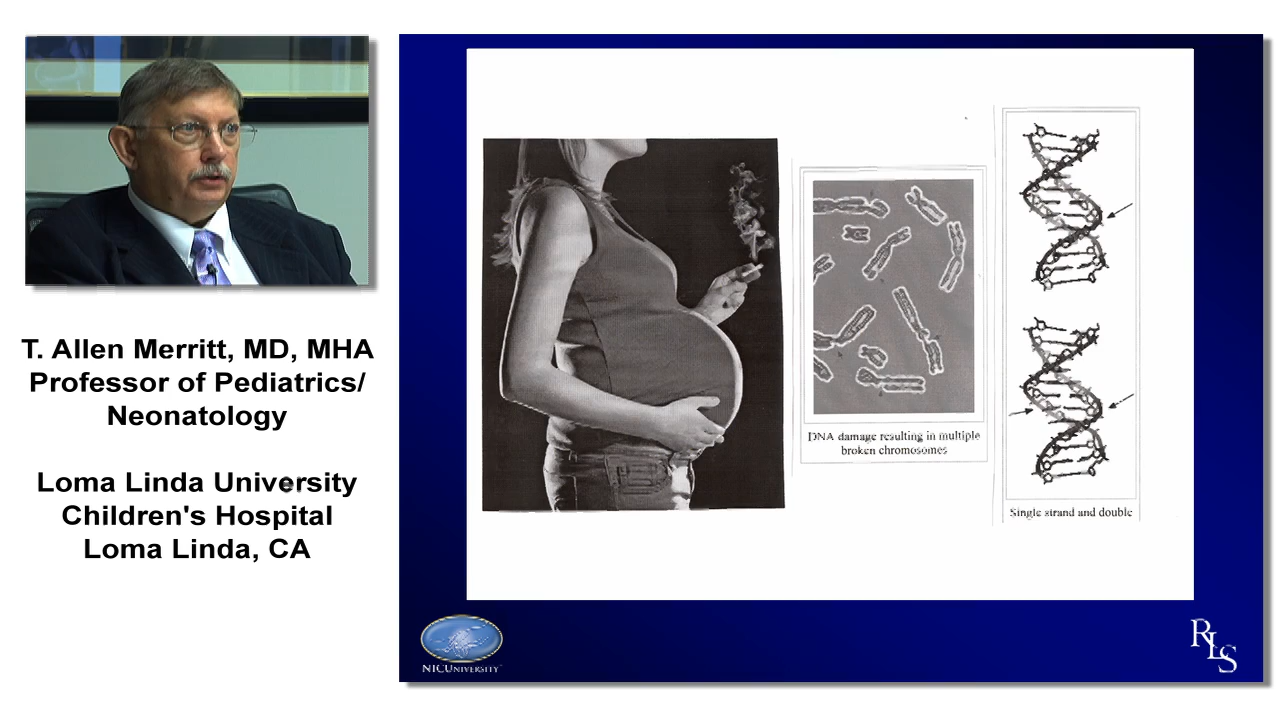 T. Allen Merritt, MD, MHA
Professor of Pediatrics/
Neonatology
Loma Linda University
Children's Hospital
Loma Linda, CA
DNA damage resulting in multiple
broken chromosomes
Single strand and double
NICUNIVERSITY
RLS